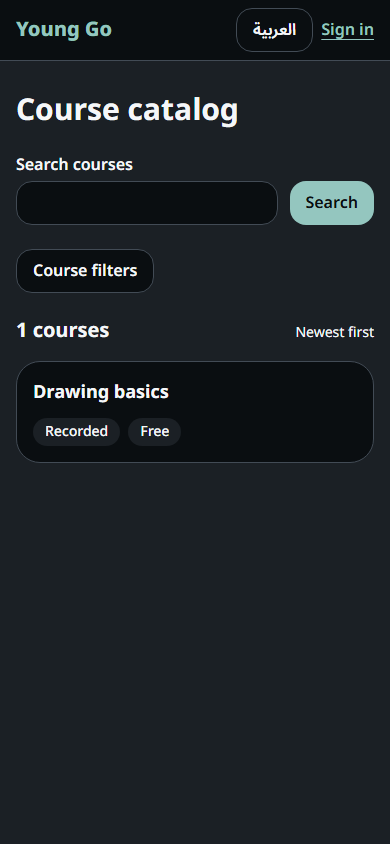 Young Go
العربية
Sign in
Course catalog
Search courses
Search
Course filters
1 courses
Newest first
Drawing basics
Recorded
Free